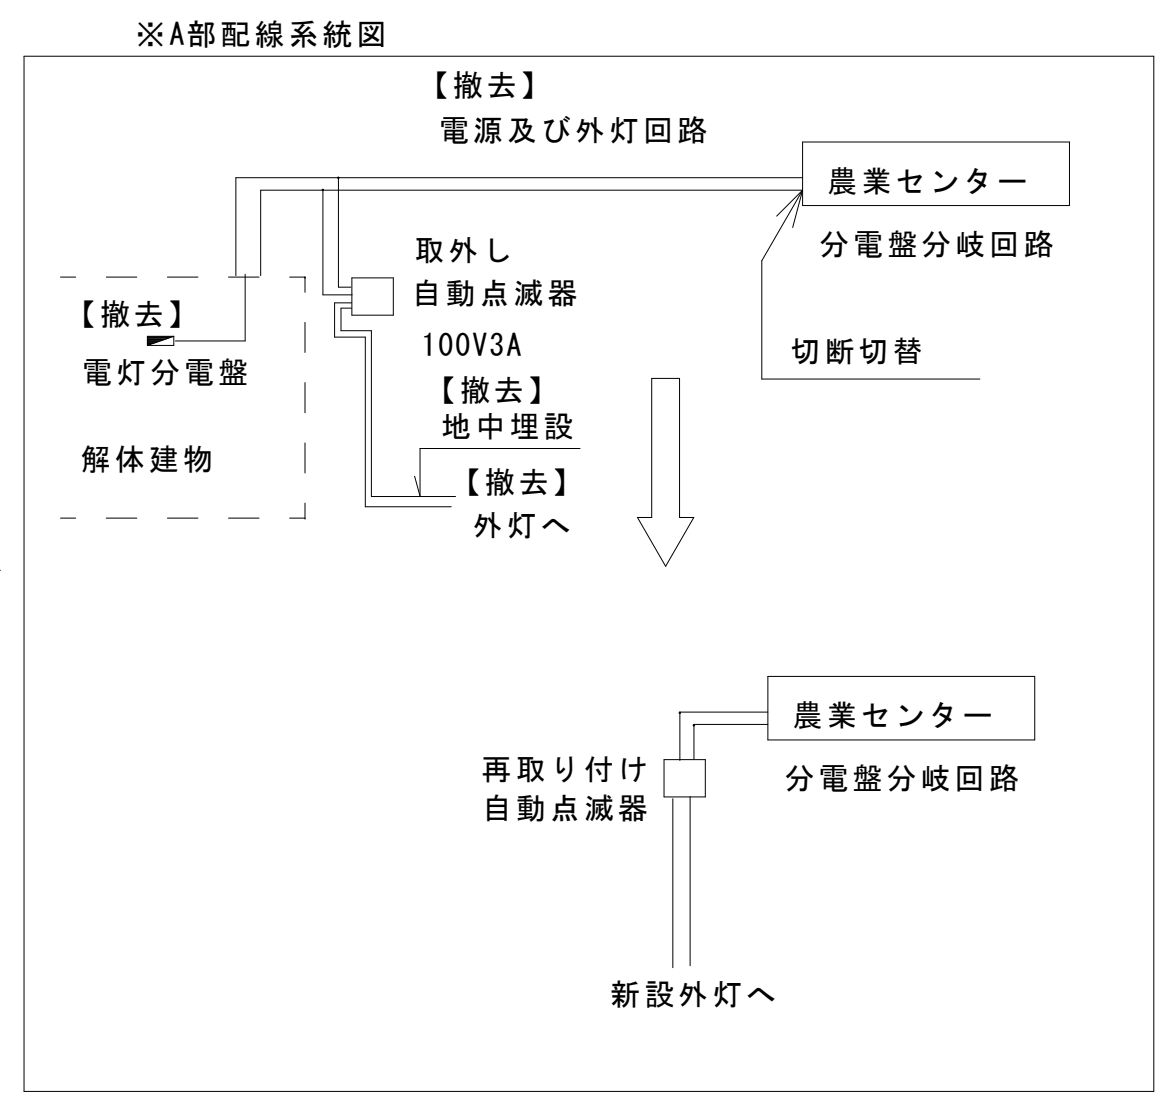 ※A部配線系統図
【撤去】
電源及び外灯回路
農業センター
分電盤分岐回路
取外し
自動点滅器
100V3A
【撤去】
電灯分電盤
切断切替
【撤去】
地中埋設
解体建物
【撤去】
外灯へ
農業センター
分電盤分岐回路
再取り付け
自動点滅器
新設外灯へ